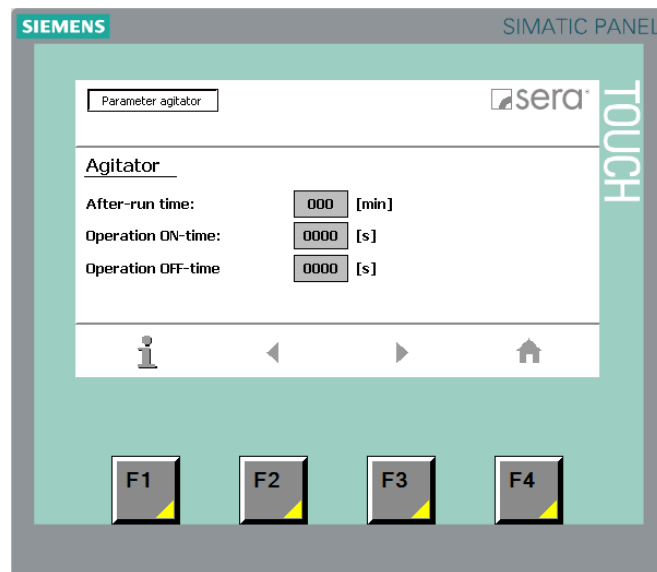 SIEMENS
SIMATIC PANEL
TOUCH
Parameter agitator
sera
Agitator
After-run time: 000 [min]
Operation ON-time: 0000 [s]
Operation OFF-time 0000 [s]
F1 F2 F3 F4